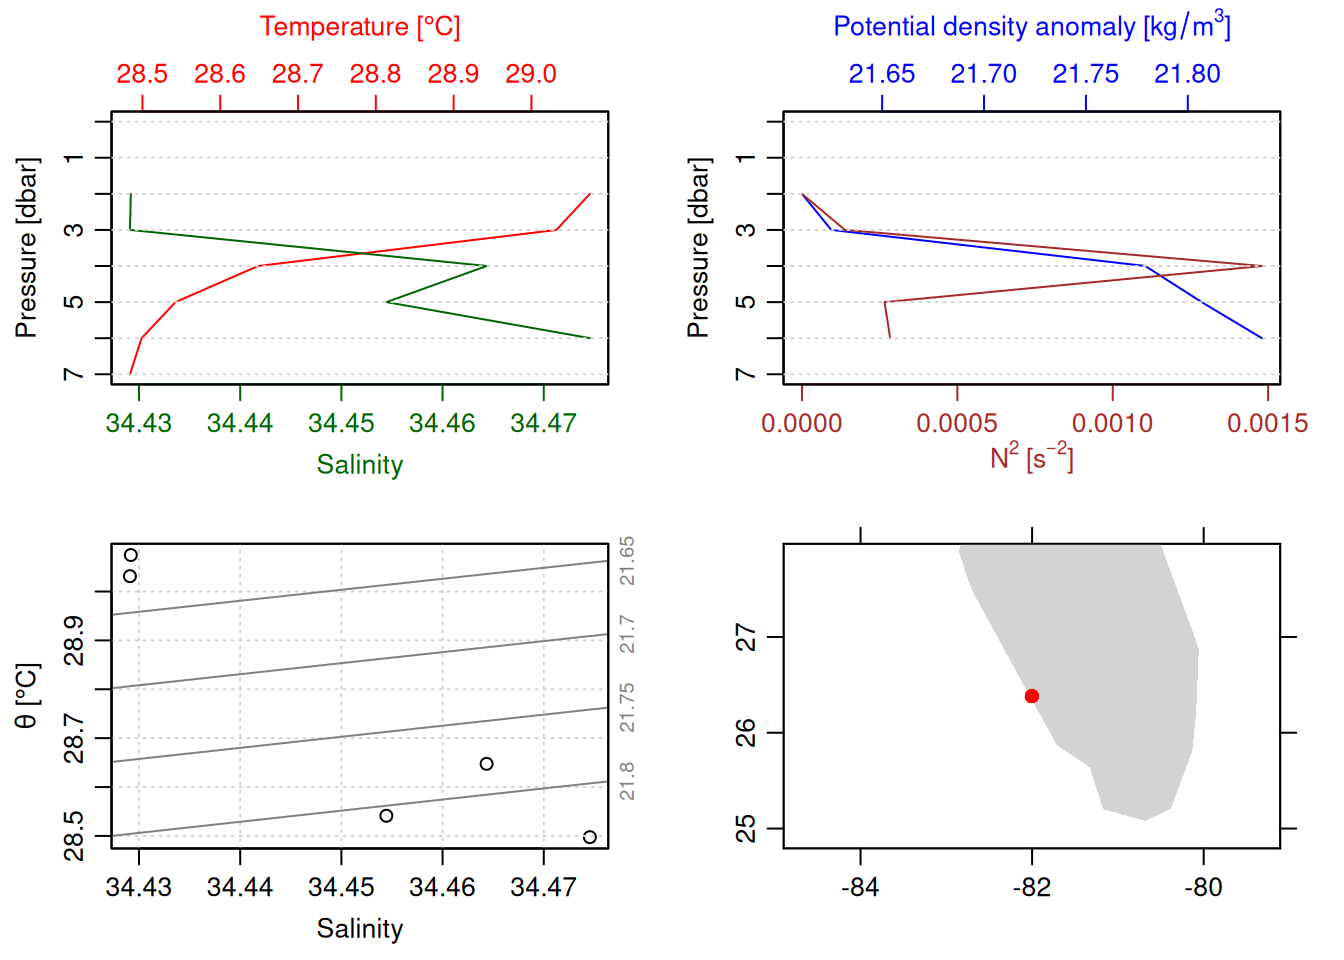 Temperature [°C]
28.5 28.6 28.7 28.8 28.9 29.0
Pressure [dbar]
1
3
5
7
34.43 34.44 34.45 34.46 34.47
Salinity
Potential density anomaly [kg/m³]
21.65 21.70 21.75 21.80
Pressure [dbar]
1
3
5
7
0.0000 0.0005 0.0010 0.0015
N² [s⁻²]
θ [°C]
28.9
28.7
28.5
21.65
21.7
21.75
21.8
34.43 34.44 34.45 34.46 34.47
Salinity
27
26
25
-84 -82 -80